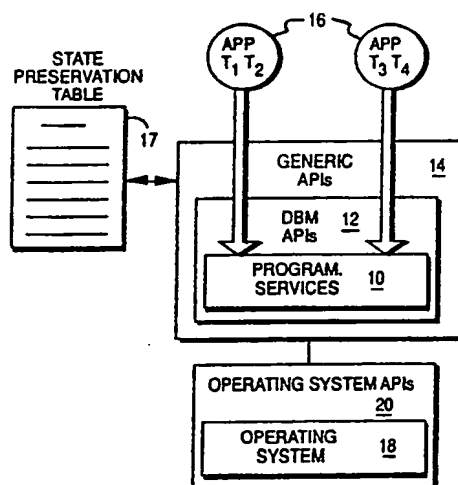 STATE
PRESERVATION
TABLE
17
16
APP
T1 T2
APP
T3 T4
GENERIC
APIs 14
DBM 12
APIs
PROGRAM.
SERVICES 10
OPERATING SYSTEM APIs
20
OPERATING
SYSTEM 18